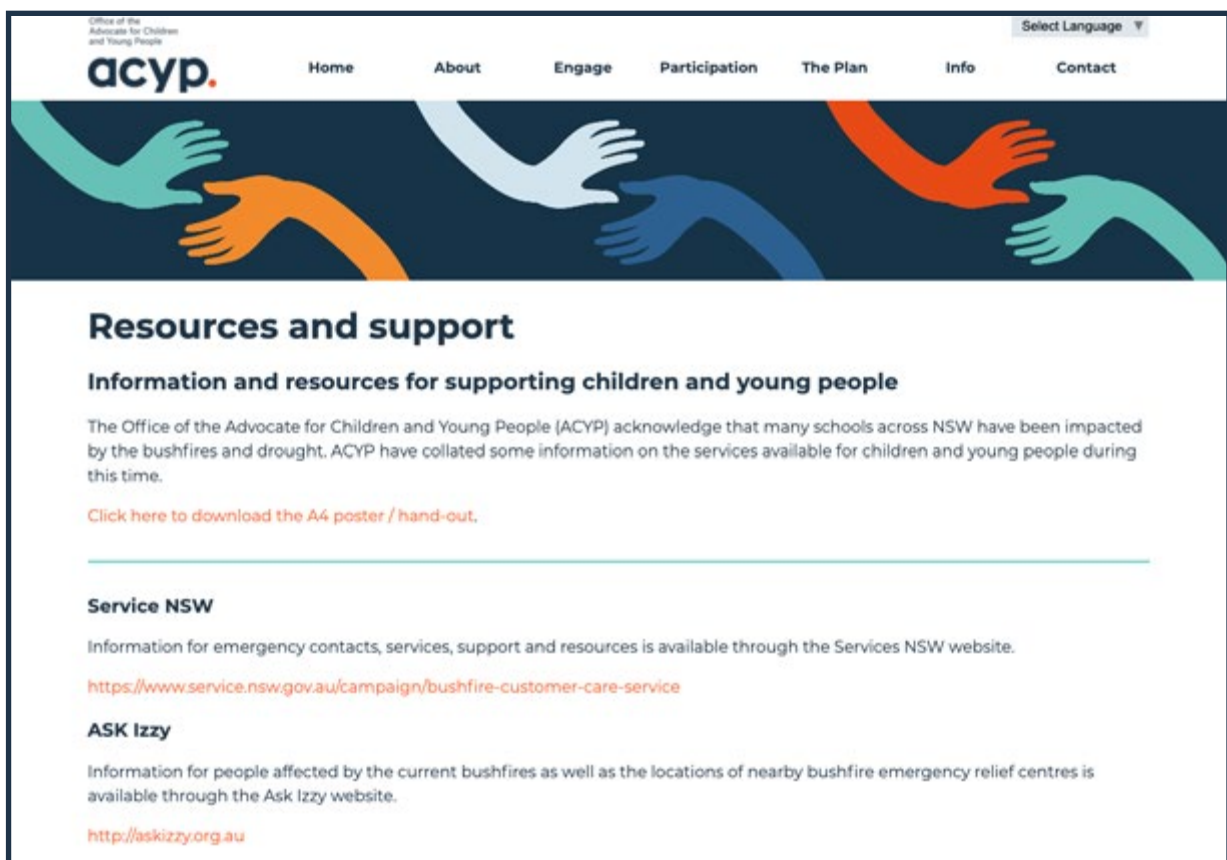 Office of the
Advocate for Children
and Young People
acyp.
Select Language ▼
Home About Engage Participation The Plan Info Contact
Resources and support
Information and resources for supporting children and young people
The Office of the Advocate for Children and Young People (ACYP) acknowledge that many schools across NSW have been impacted
by the bushfires and drought. ACYP have collated some information on the services available for children and young people during
this time.
Click here to download the A4 poster / hand-out.
Service NSW
Information for emergency contacts, services, support and resources is available through the Services NSW website.
https://www.service.nsw.gov.au/campaign/bushfire-customer-care-service
ASK Izzy
Information for people affected by the current bushfires as well as the locations of nearby bushfire emergency relief centres is
available through the Ask Izzy website.
http://askizzy.org.au